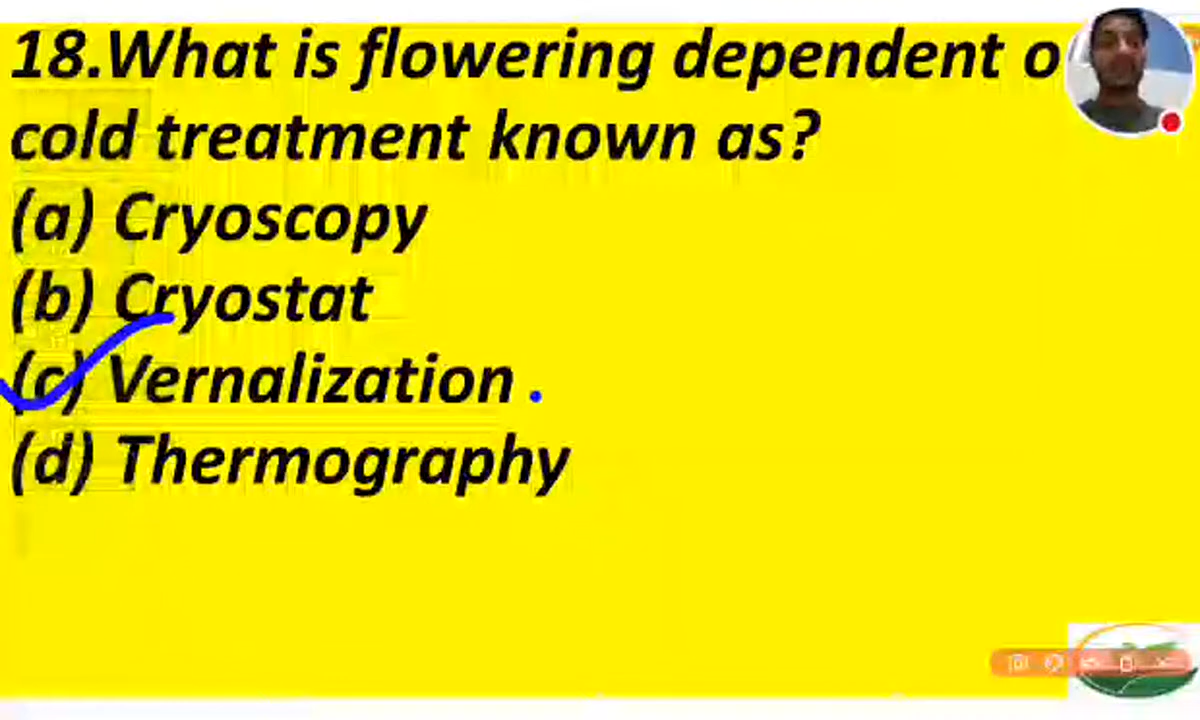 18.What is flowering dependent o
cold treatment known as?
(a) Cryoscopy
(b) Cryostat
(c) Vernalization .
(d) Thermography